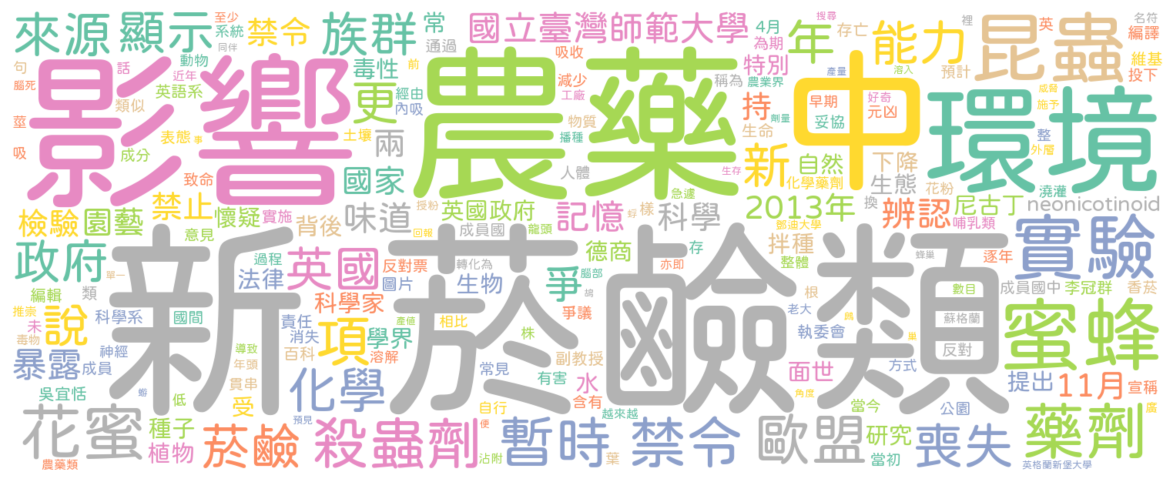 新菸鹼類
影響
農藥
中
環境
昆蟲
蜜蜂
實驗
來源
顯示
禁令
族群
常
國立臺灣師範大學
年
能力
4月
為期
特別
至少
系統
同伴
動物
近年
英語系
毒性
通過
更
經由
內吸
吸收
減少
工廠
物質
播種
搜尋
存亡
產量
溶入
稱為
農業界
劑量
早期
妥協
好奇
元凶
預計
裡
英
名符
編譯
維基
投下
威脅
施予
整
外層
句
腦死
話
類似
莖
吸
表態
事
成分
致命
土壤
兩
國家
前
人體
急遽
持
生命
新
化學藥劑
生存
自然
下降
生態
花粉
換
澆灌
尼古丁
neonicotinoid
哺乳類
辨認
2013年
檢驗
園藝
禁止
懷疑
實施
意見
背後
味道
英國政府
成員國
授粉
回報
龍頭
記憶
樣
科學
德商
存
拌種
整體
逐年
政府
英國
法律
過程
反對票
圖片
轉化為
生物
爭
腦部
亦即
爭議
編輯
類
單一
推崇
未
毒物
說
科學系
國間
責任
消失
科學家
項
學界
產值
相比
株
根
老大
執委會
蜂巢
數目
成員國中
李冠群
香菸
蘇格蘭
反對
暴露
神經
成員
導致
年頭
百科
貫串
溶解
常見
副教授
有害
水
含有
面世
方式
角度
提出
11月
宣稱
吳宜恬
低
受
化學
自行
便
越來越
當今
公園
花蜜
種子
植物
農藥類
菸鹼
預見
殺蟲劑
沾附
暫時
葉
禁令
歐盟
研究
當初
喪失
藥劑
英格蘭新堡大學